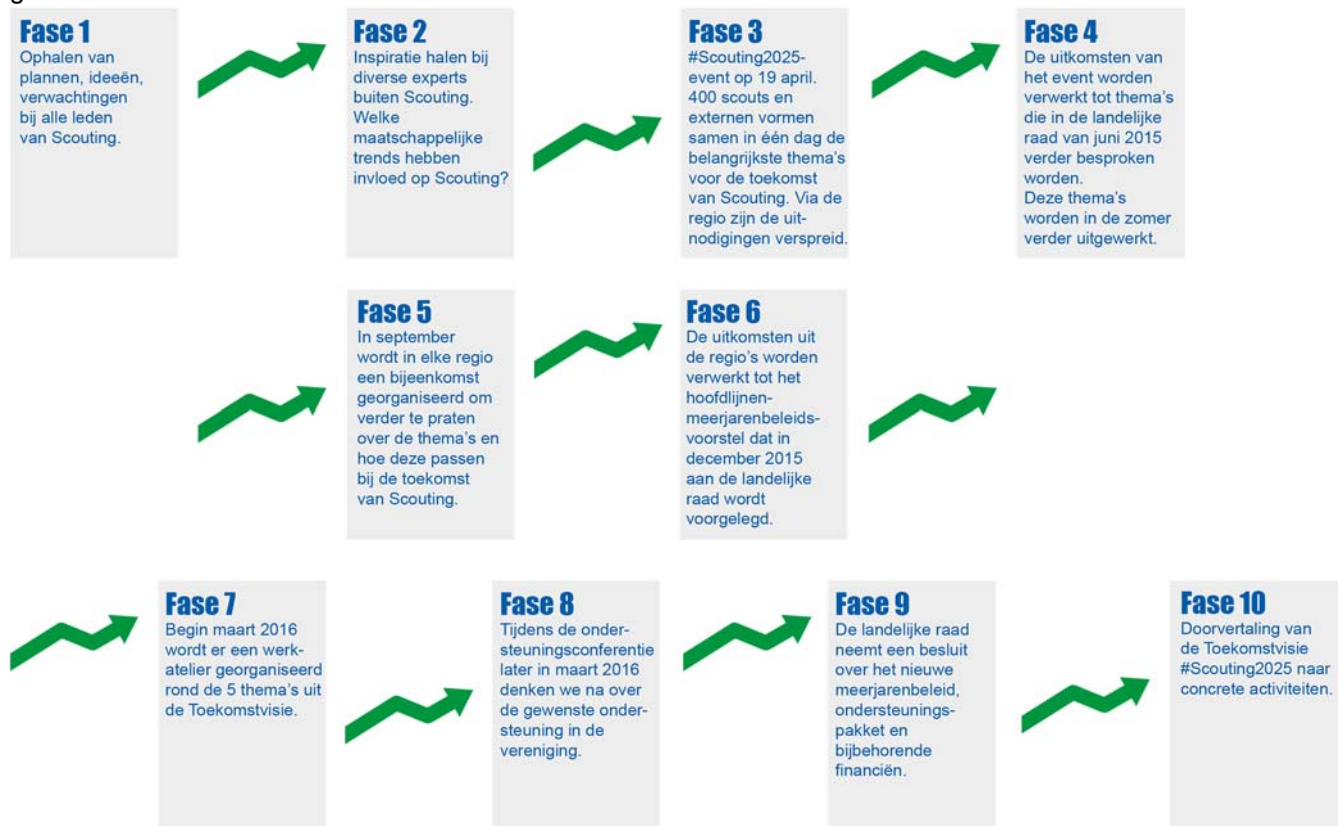 Fase 1
Ophalen van
plannen, ideeën,
verwachtingen
bij alle leden
van Scouting.
Fase 2
Inspiratie halen bij
diverse experts
buiten Scouting.
Welke
maatschappelijke
trends hebben
invloed op Scouting?
Fase 3
#Scouting2025-
event op 19 april.
400 scouts en
externen vormen
samen in één dag de
belangrijkste thema's
voor de toekomst
van Scouting. Via de
regio zijn de uit-
nodigingen verspreid.
Fase 4
De uitkomsten van
het event worden
verwerkt tot thema's
die in de landelijke
raad van juni 2015
verder besproken
worden.
Deze thema's
worden in de zomer
verder uitgewerkt.
Fase 5
In september
wordt in elke regio
een bijeenkomst
georganiseerd om
verder te praten
over de thema's en
hoe deze passen
bij de toekomst
van Scouting.
Fase 6
De uitkomsten uit
de regio's worden
verwerkt tot het
hoofdlijnen-
meerjarenbeleids-
voorstel dat in
december 2015
aan de landelijke
raad wordt
voorgelegd.
Fase 7
Begin maart 2016
wordt er een werk-
atelier georganiseerd
rond de 5 thema's uit
de Toekomstvisie.
Fase 8
Tijdens de onder-
steuningsconferentie
later in maart 2016
denken we na over
de gewenste onder-
steuning in de
vereniging.
Fase 9
De landelijke raad
neemt een besluit
over het nieuwe
meerjarenbeleid,
ondersteunings-
pakket en
bijbehorende
financiën.
Fase 10
Doorvertaling van
de Toekomstvisie
#Scouting2025 naar
concrete activiteiten.